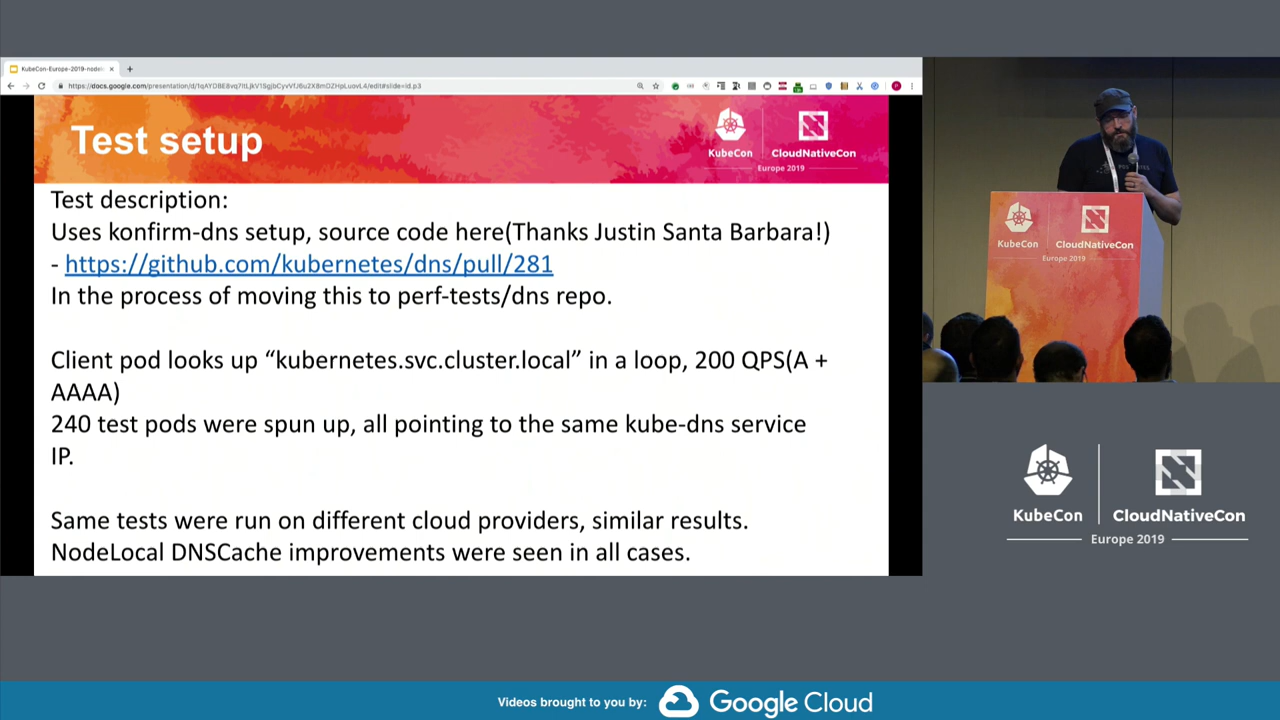 KubeCon-Europe-2019-nodel
Test setup
KubeCon
CloudNativeCon
Europe 2019
Test description:
Uses konfirm-dns setup, source code here(Thanks Justin Santa Barbara!)
- https://github.com/kubernetes/dns/pull/281
In the process of moving this to perf-tests/dns repo.
Client pod looks up “kubernetes.svc.cluster.local” in a loop, 200 QPS(A +
AAAA)
240 test pods were spun up, all pointing to the same kube-dns service
IP.
Same tests were run on different cloud providers, similar results.
NodeLocal DNSCache improvements were seen in all cases.
KubeCon
CloudNativeCon
Europe 2019
KubeCon
CloudNativeCon
Europe 2019
Videos brought to you by:
Google Cloud